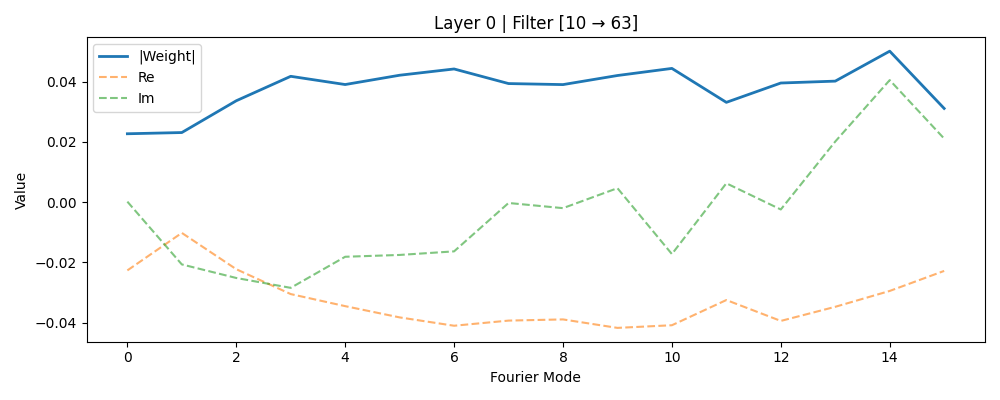 Layer 0 | Filter [10 → 63]
|Weight|
Re
Im
0.04
0.02
0.00
−0.02
−0.04
Value
0 2 4 6 8 10 12 14
Fourier Mode